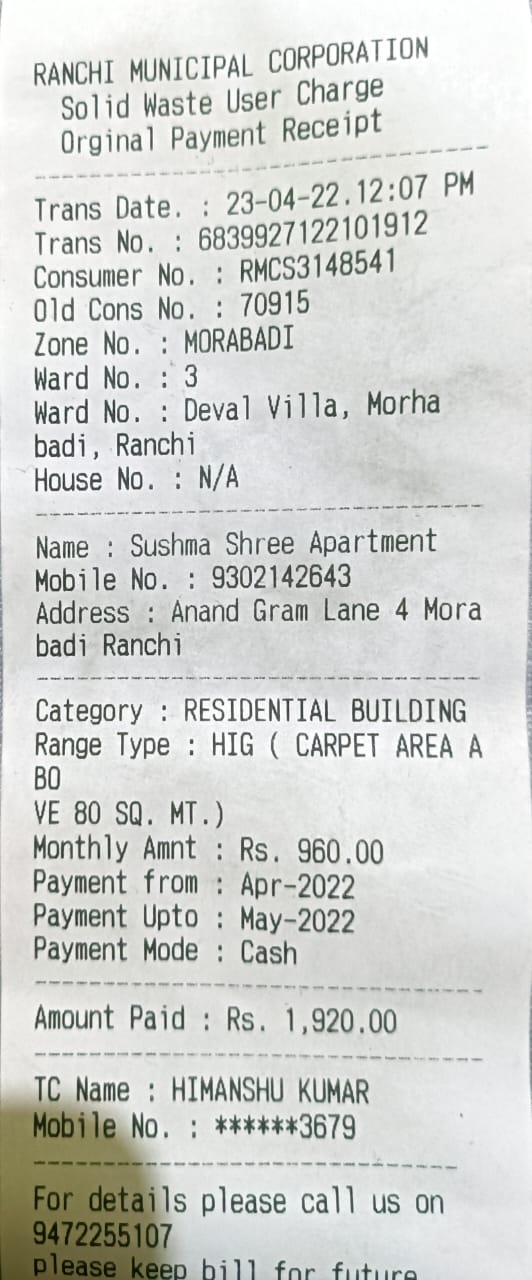 RANCHI MUNICIPAL CORPORATION
Solid Waste User Charge
Orginal Payment Receipt
Trans Date. : 23-04-22.12:07 PM
Trans No. : 6839927122101912
Consumer No. : RMCS3148541
Old Cons No. : 70915
Zone No. : MORABADI
Ward No. : 3
Ward No. : Deval Villa, Morha
badi, Ranchi
House No. : N/A
Name : Sushma Shree Apartment
Mobile No. : 9302142643
Address : Anand Gram Lane 4 Mora
badi Ranchi
Category : RESIDENTIAL BUILDING
Range Type : HIG ( CARPET AREA A
BO
VE 80 SQ. MT.)
Monthly Amnt : Rs. 960.00
Payment from : Apr-2022
Payment Upto : May-2022
Payment Mode : Cash
Amount Paid : Rs. 1,920.00
TC Name : HIMANSHU KUMAR
Mobile No. : ******3679
For details please call us on
9472255107
please keep bill for future